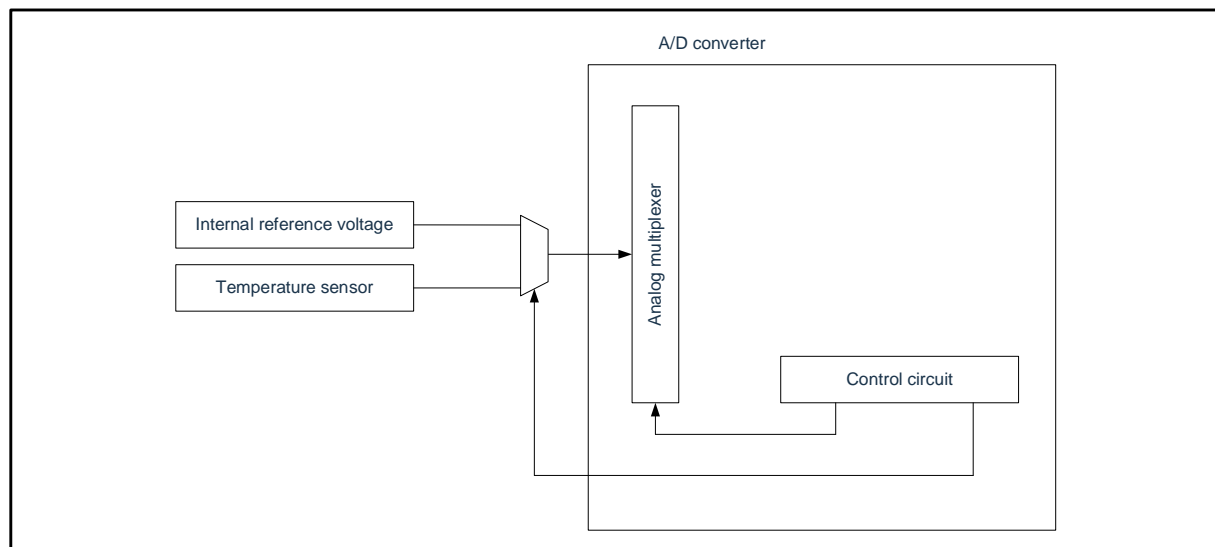 A/D converter
Internal reference voltage
Temperature sensor
Analog multiplexer
Control circuit